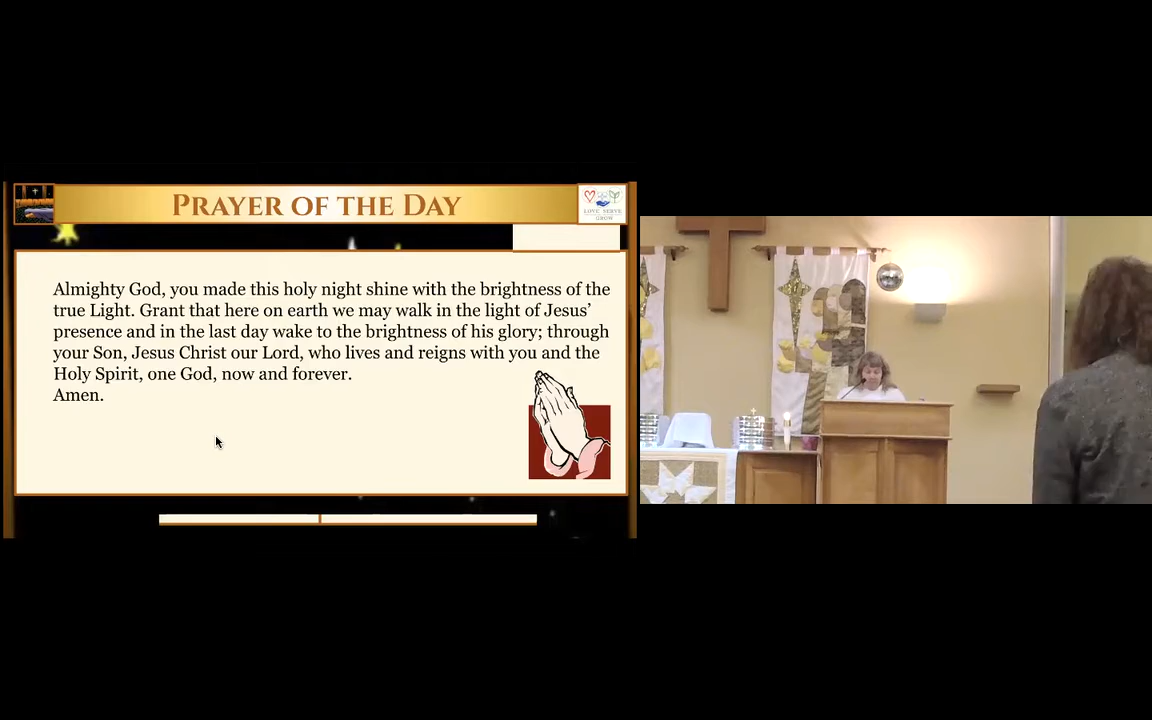 PRAYER OF THE DAY
LOVE SERVE
GROW
Almighty God, you made this holy night shine with the brightness of the
true Light. Grant that here on earth we may walk in the light of Jesus’
presence and in the last day wake to the brightness of his glory; through
your Son, Jesus Christ our Lord, who lives and reigns with you and the
Holy Spirit, one God, now and forever.
Amen.